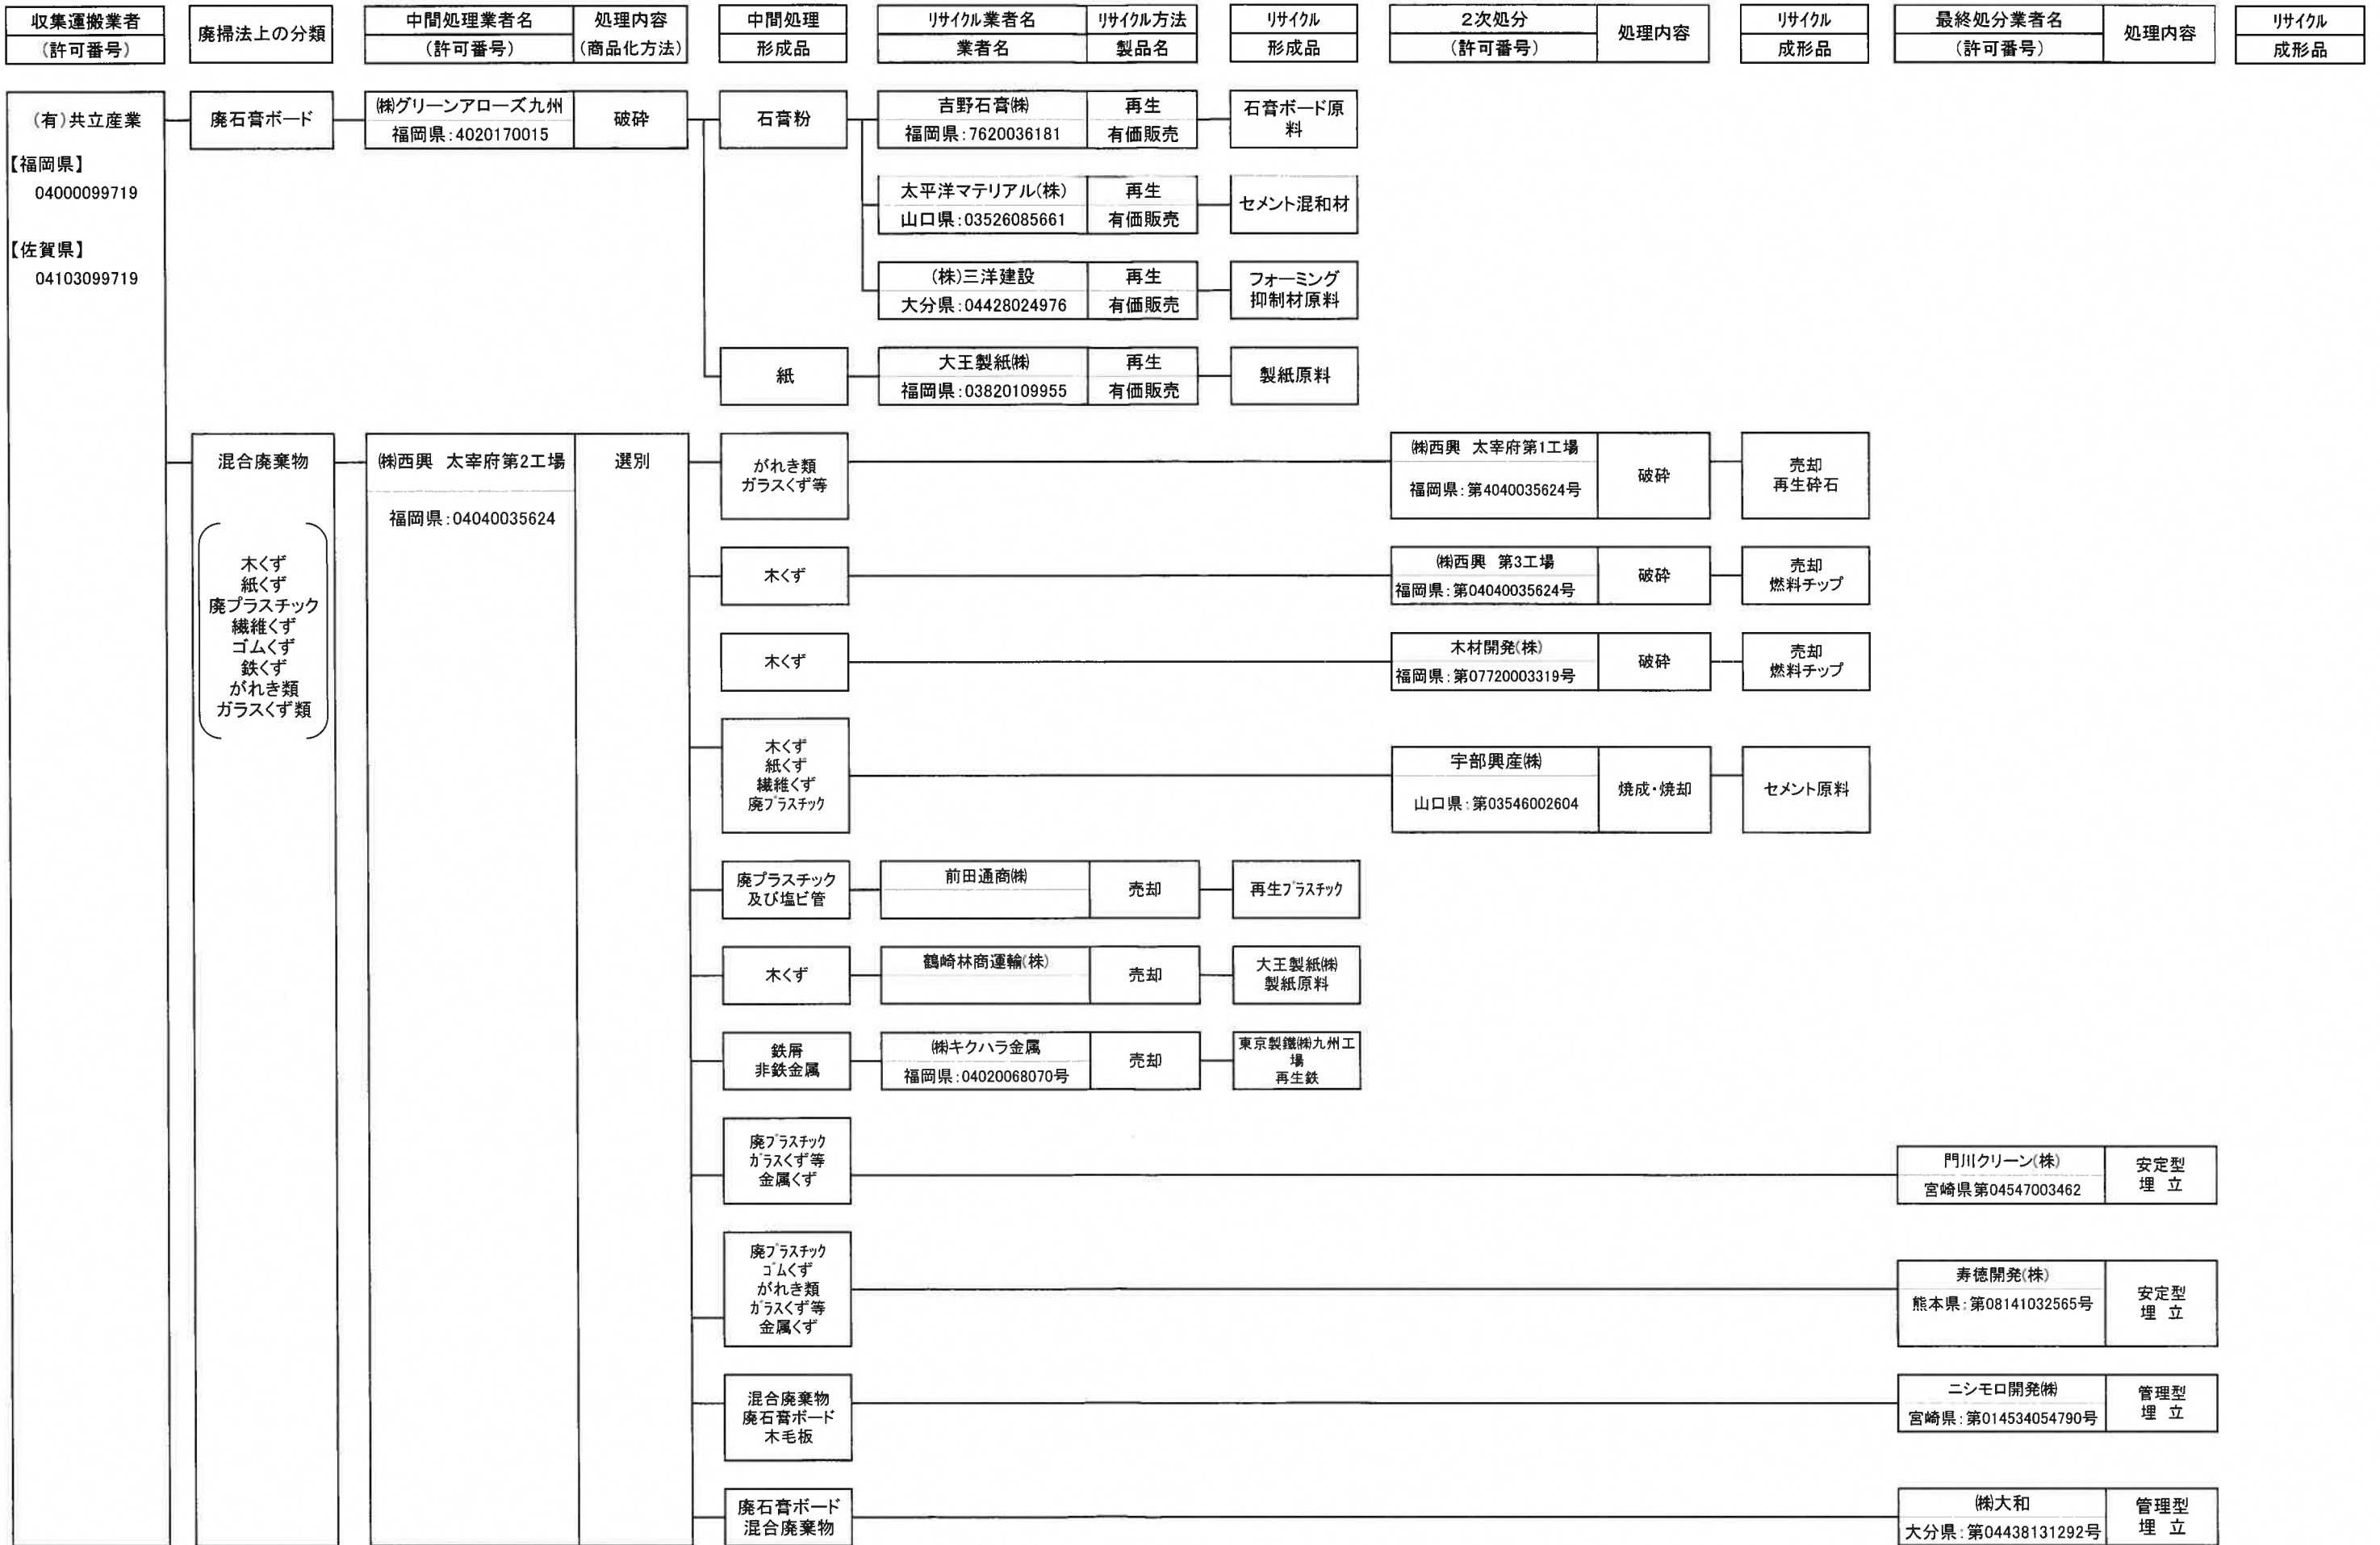 収集運搬業者
(許可番号)
廃掃法上の分類
中間処理業者名
(許可番号)
処理内容
(商品化方法)
中間処理
形成品
ﾘｻｲｸﾙ業者名
業者名
ﾘｻｲｸﾙ方法
製品名
ﾘｻｲｸﾙ
形成品
2次処分
(許可番号)
処理内容
ﾘｻｲｸﾙ
成形品
最終処分業者名
(許可番号)
処理内容
ﾘｻｲｸﾙ
成形品
(有)共立産業
【福岡県】
04000099719
【佐賀県】
04103099719
廃石膏ボード
㈱グリーンアローズ九州
福岡県:4020170015
破砕
石膏粉
吉野石膏㈱
福岡県:7620036181
再生
有価販売
石膏ボード原
料
太平洋マテリアル(株)
山口県:03526085661
再生
有価販売
セメント混和材
(株)三洋建設
大分県:04428024976
再生
有価販売
フォーミング
抑制材原料
紙
大王製紙㈱
福岡県:03820109955
再生
有価販売
製紙原料
混合廃棄物
木くず
紙くず
廃プラスチック
繊維くず
ゴムくず
鉄くず
がれき類
ガラスくず類
㈱西興 太宰府第2工場
福岡県:04040035624
選別
がれき類
ガラスくず等
㈱西興 太宰府第1工場
福岡県:第4040035624号
破砕
売却
再生砕石
木くず
㈱西興 第3工場
福岡県:第04040035624号
破砕
売却
燃料チップ
木くず
木材開発(株)
福岡県:第07720003319号
破砕
売却
燃料チップ
木くず
紙くず
繊維くず
廃ﾌﾟﾗｽﾁｯｸ
宇部興産㈱
山口県:第03546002604
焼成・焼却
セメント原料
廃プラスチック
及び塩ビ管
前田通商㈱
売却
再生ﾌﾟﾗｽﾁｯｸ
木くず
鶴崎林商運輸(株)
売却
大王製紙㈱
製紙原料
鉄屑
非鉄金属
㈱キクハラ金属
福岡県:04020068070号
売却
東京製鐵㈱九州工
場
再生鉄
廃ﾌﾟﾗｽﾁｯｸ
ｶﾞﾗｽくず等
金属くず
門川クリーン(株)
宮崎県第04547003462
安定型
埋 立
廃ﾌﾟﾗｽﾁｯｸ
ｺﾞﾑくず
がれき類
ｶﾞﾗｽくず等
金属くず
寿徳開発(株)
熊本県:第08141032565号
安定型
埋 立
混合廃棄物
廃石膏ボード
木毛板
ニシモロ開発㈱
宮崎県:第014534054790号
管理型
埋 立
廃石膏ボード
混合廃棄物
㈱大和
大分県:第04438131292号
管理型
埋 立